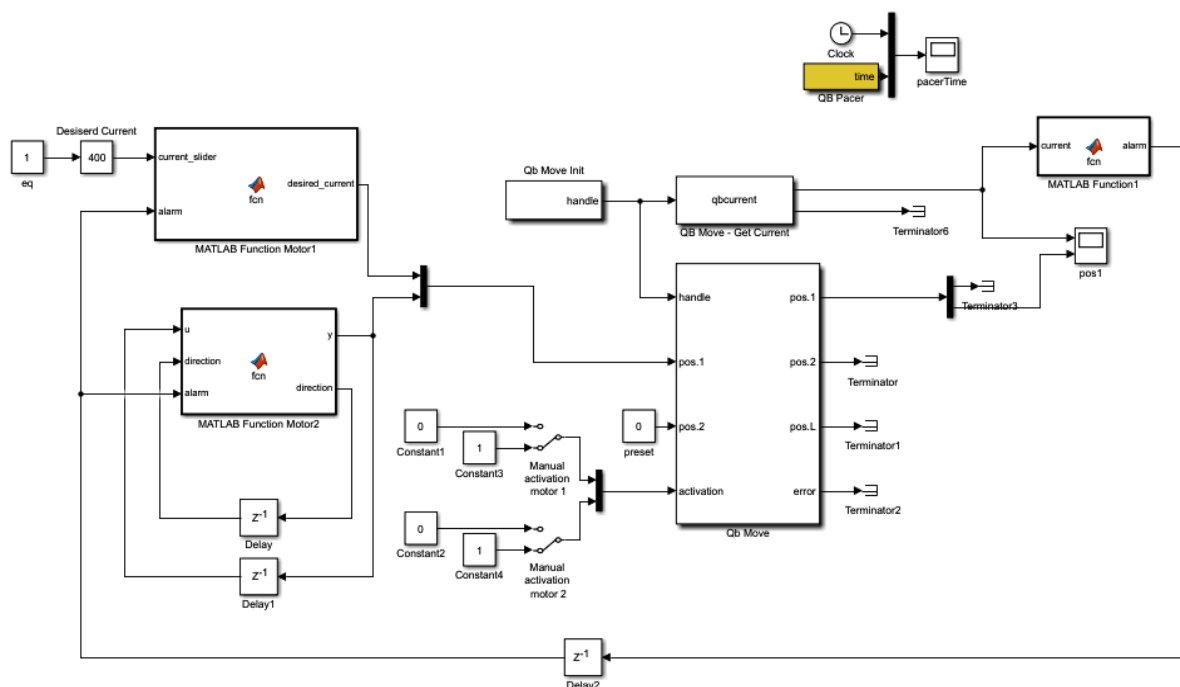 Clock
time
QB Pacer
pacerTime
Desiserd Current
1
eq
400
current_slider
fcn
desired_current
alarm
MATLAB Function Motor1
Qb Move Init
handle
qbcurrent
QB Move - Get Current
Terminator6
current
fcn
alarm
MATLAB Function1
pos1
u
direction
alarm
fcn
y
direction
MATLAB Function Motor2
handle
pos.1
pos.2
activation
pos.1
pos.2
pos.L
error
Qb Move
Terminator3
Terminator
Terminator1
Terminator2
0
Constant1
1
Constant3
Manual
activation
motor 1
0
preset
0
Constant2
1
Constant4
Manual
activation
motor 2
Z-1
Delay
Z-1
Delay1
Z-1
Delay2